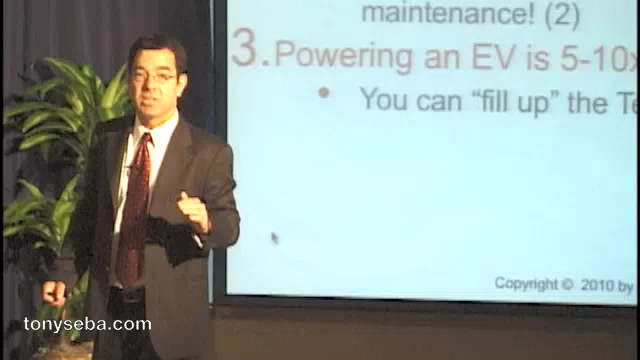 maintenance! (2)
3. Powering an EV is 5-10x
• You can “fill up” the Te
Copyright © 2010 by
tonyseba.com